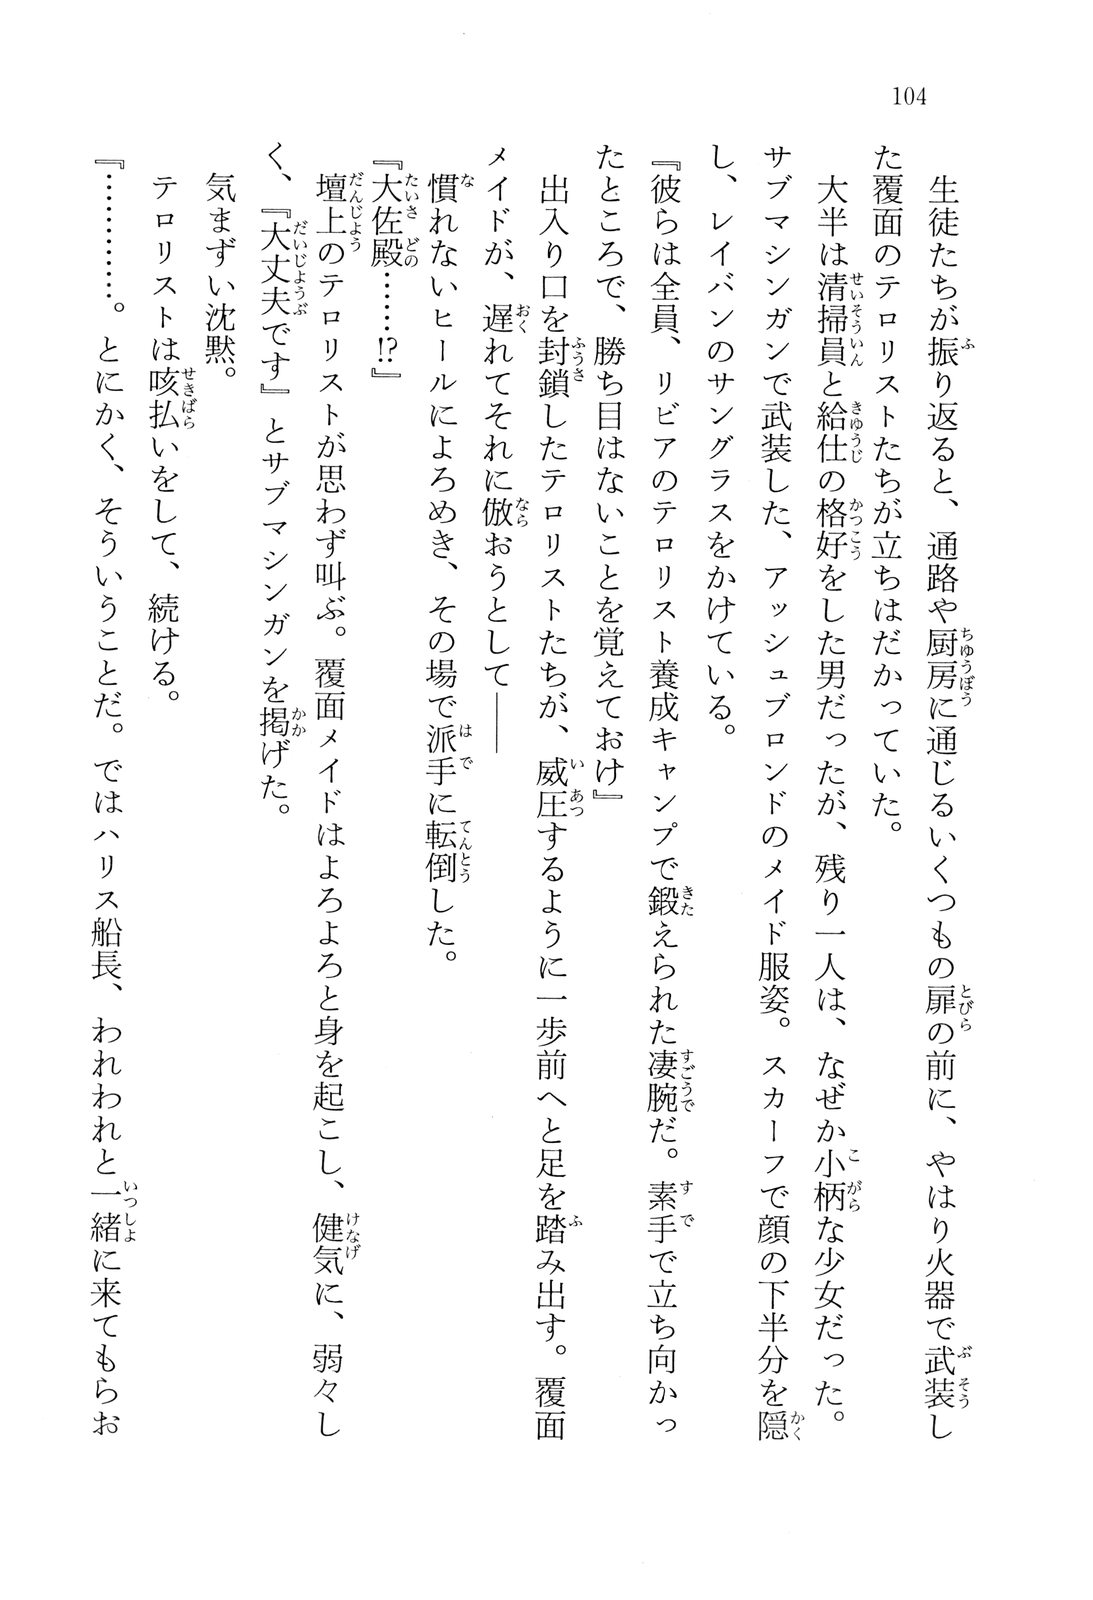 104
生徒たちが振り返ると、通路や厨房に通じるいくつもの扉の前に、やはり火器で武装し
た覆面のテロリストたちが立ちはだかっていた。
大半は清掃員と給仕の格好をした男だったが、残り一人は、なぜか小柄な少女だった。
サブマシンガンで武装した、アッシュブロンドのメイド服姿。スカーフで顔の下半分を隠
し、レイバンのサングラスをかけている。
『彼らは全員、リビアのテロリスト養成キャンプで鍛えられた凄腕だ。素手で立ち向かっ
たところで、勝ち目はないことを覚えておけ』
出入り口を封鎖したテロリストたちが、威圧するように一歩前へと足を踏み出す。覆面
メイドが、遅れてそれに倣おうとして――
慣れないヒールによろめき、その場で派手に転倒した。
『大佐殿……!?』
壇上のテロリストが思わず叫ぶ。覆面メイドはよろよろと身を起こし、健気に、弱々し
く、『大丈夫です』とサブマシンガンを掲げた。
気まずい沈黙。
テロリストは咳払いをして、続ける。
『…………。とにかく、そういうことだ。ではハリス船長、われわれと一緒に来てもらお